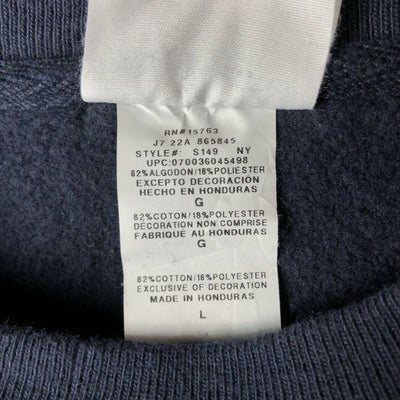 RN#15763
J7 22A 865845
STYLE#: S149 NY
UPC:070036045498
82%ALGODON/18%POLIESTER
EXCEPTO DECORACIÓN
HECHO EN HONDURAS
G
82%COTON/18%POLYESTER
DECORATION NON COMPRISE
FABRIQUE AU HONDURAS
G
82%COTTON/18%POLYESTER
EXCLUSIVE OF DECORATION
MADE IN HONDURAS
L